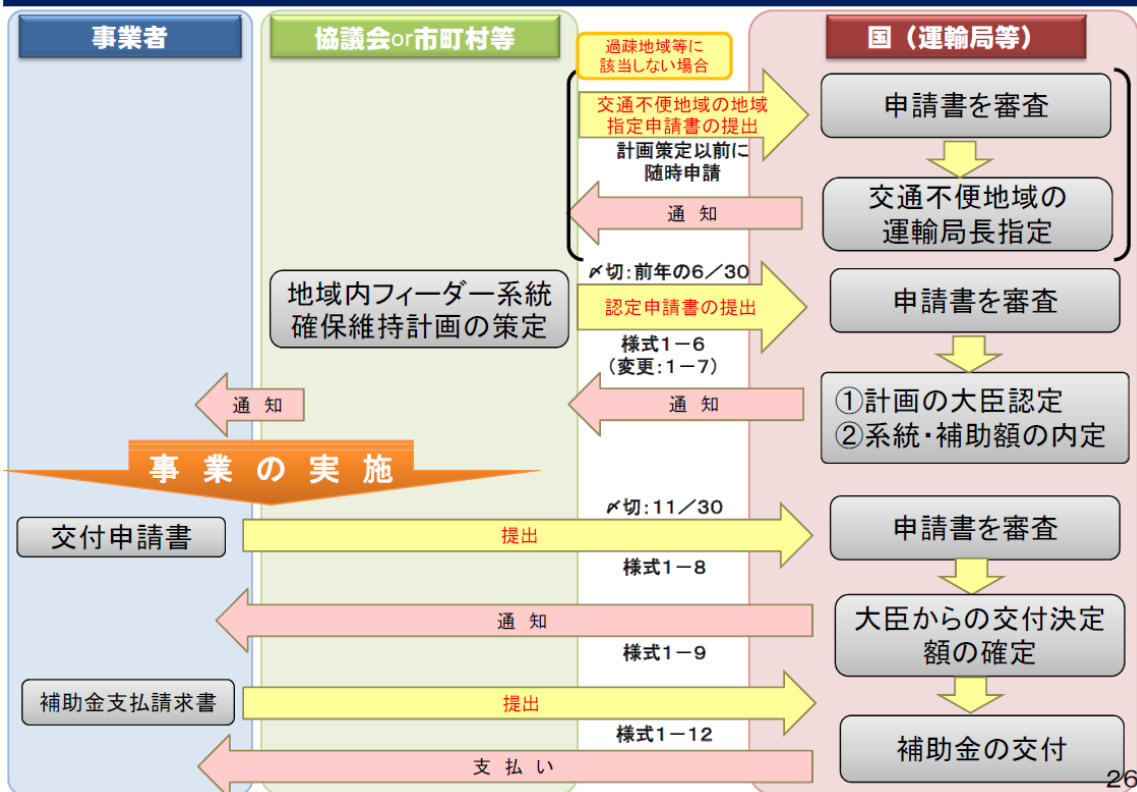 事業者
協議会or市町村等
国（運輸局等）
過疎地域等に
該当しない場合
交通不便地域の地域
指定申請書の提出
計画策定以前に
随時申請
申請書を審査
通 知
交通不便地域の
運輸局長指定
〆切：前年の6／30
地域内フィーダー系統
確保維持計画の策定
認定申請書の提出
様式1－6
（変更：1－7）
申請書を審査
通 知
通 知
①計画の大臣認定
②系統・補助額の内定
事 業 の 実 施
〆切：11／30
交付申請書
提出
様式1－8
申請書を審査
通 知
様式1－9
大臣からの交付決定
額の確定
補助金支払請求書
提出
様式1－12
補助金の交付
支 払 い
26